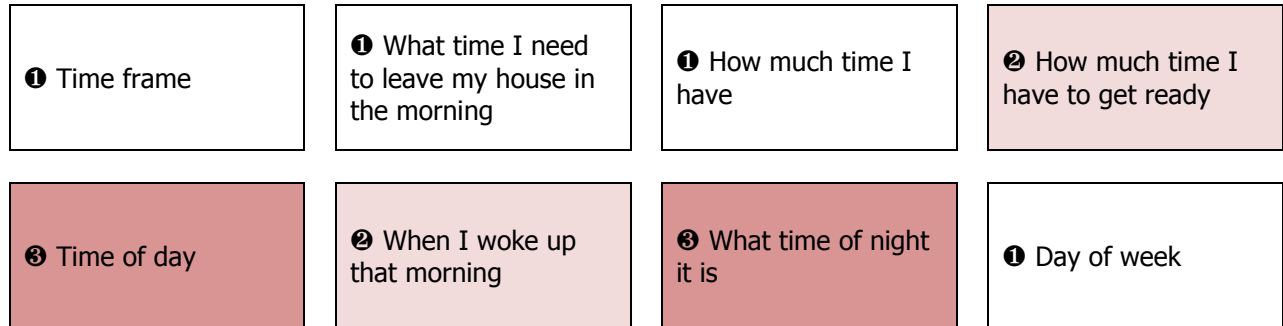 ❶ Time frame
❶ What time I need
to leave my house in
the morning
❶ How much time I
have
❷ How much time I
have to get ready
❸ Time of day
❷ When I woke up
that morning
❸ What time of night
it is
❶ Day of week